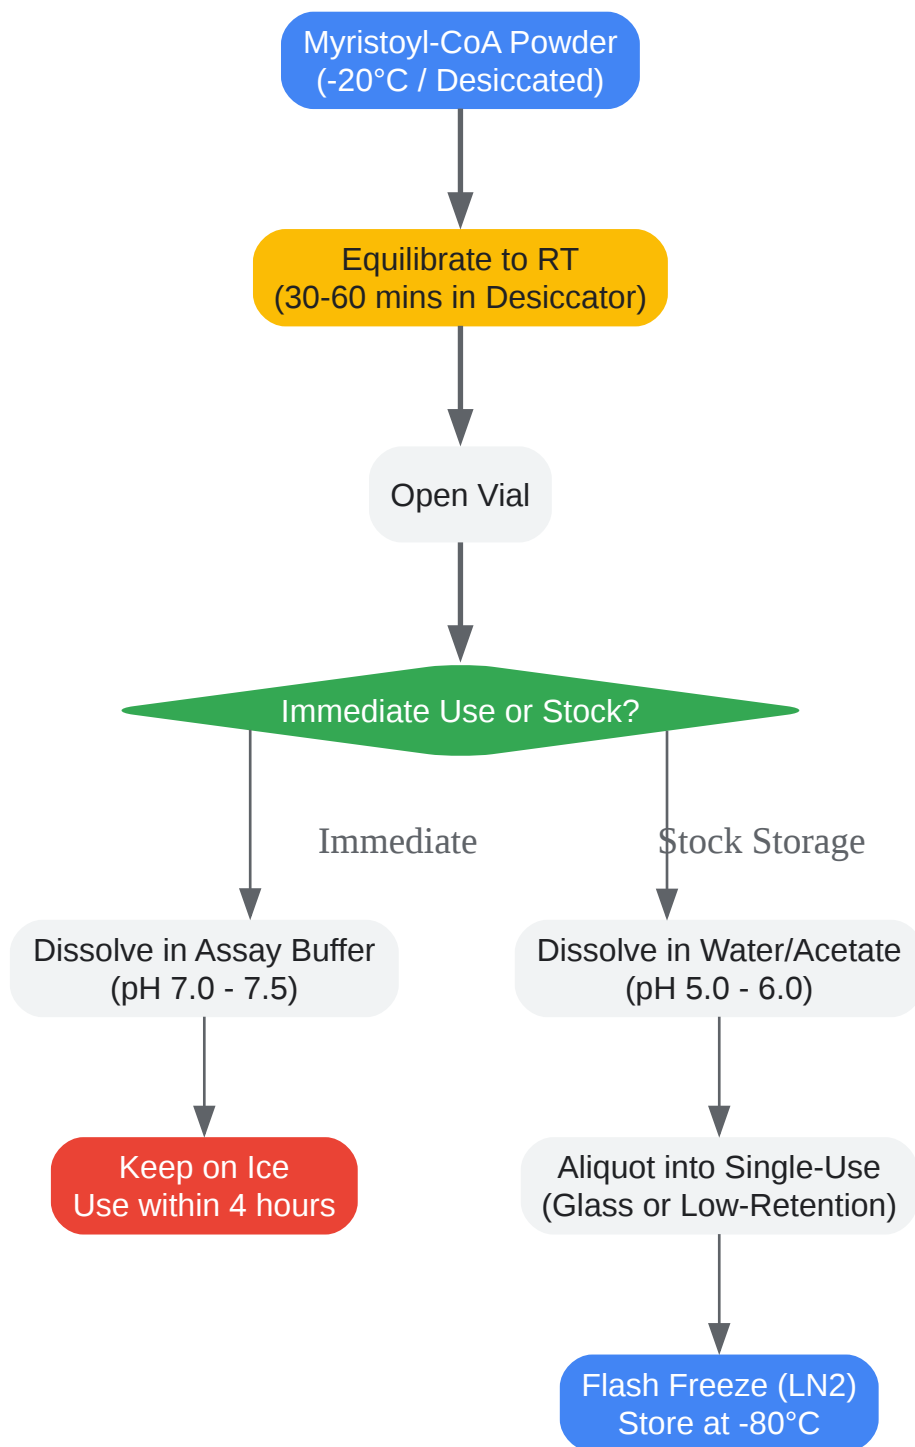 Myristoyl-CoA Powder
(-20°C / Desiccated)
Equilibrate to RT
(30-60 mins in Desiccator)
Open Vial
Immediate Use or Stock?
Immediate
Stock Storage
Dissolve in Assay Buffer
(pH 7.0 - 7.5)
Dissolve in Water/Acetate
(pH 5.0 - 6.0)
Keep on Ice
Use within 4 hours
Aliquot into Single-Use
(Glass or Low-Retention)
Flash Freeze (LN2)
Store at -80°C